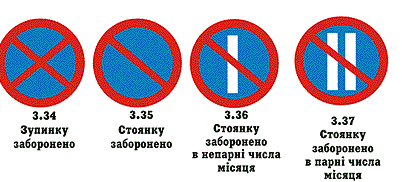 3.34
Зупинку
заборонено
3.35
Стоянку
заборонено
3.36
Стоянку
заборонено
в непарні числа
місяця
3.37
Стоянку
заборонено
в парні числа
місяця